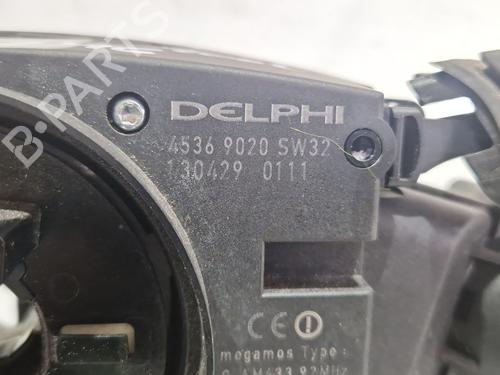 B-PARTS
DELPHI
4536 9020 SW32
130429 0111
CE
megamos Type :